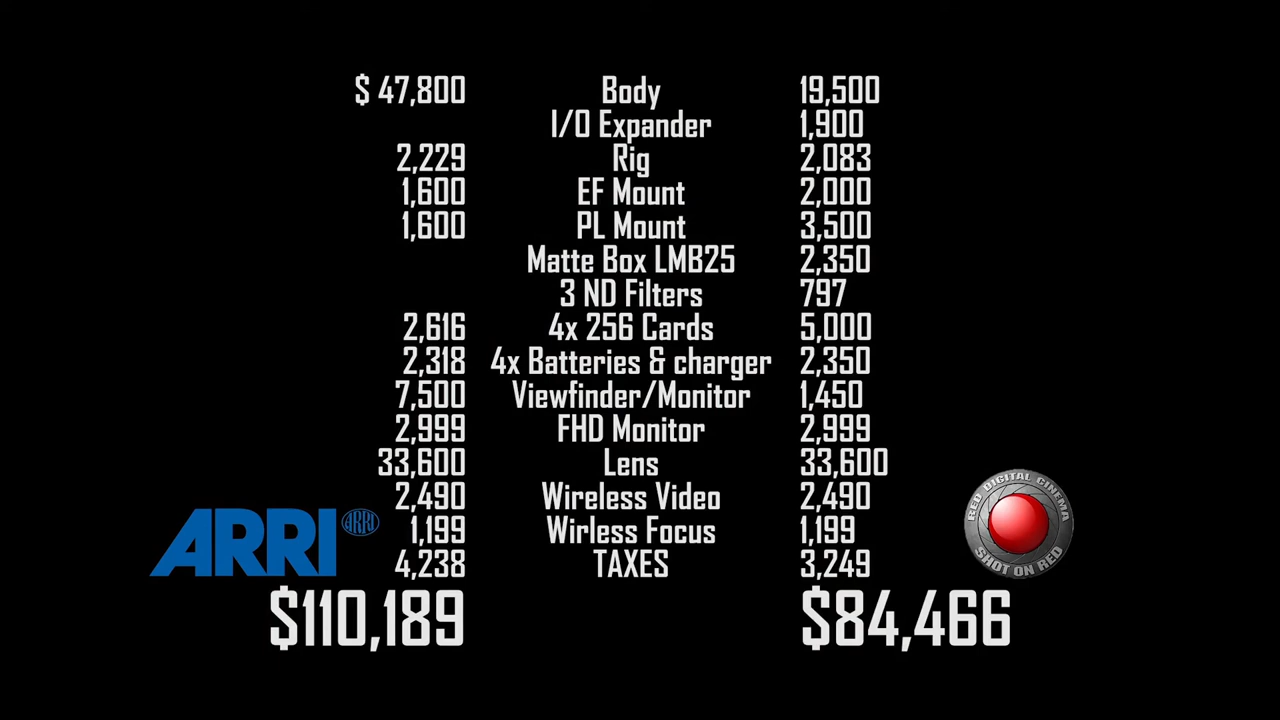 $ 47,800 Body 19,500
I/O Expander 1,900
2,229 Rig 2,083
1,600 EF Mount 2,000
1,600 PL Mount 3,500
Matte Box LMB25 2,350
3 ND Filters 797
2,616 4x 256 Cards 5,000
2,318 4x Batteries & charger 2,350
7,500 Viewfinder/Monitor 1,450
2,999 FHD Monitor 2,999
33,600 Lens 33,600
2,490 Wireless Video 2,490
1,199 Wirless Focus 1,199
4,238 TAXES 3,249
$110,189 $84,466
ARRI ARRI
RED DIGITAL CINEMA
SHOT ON RED